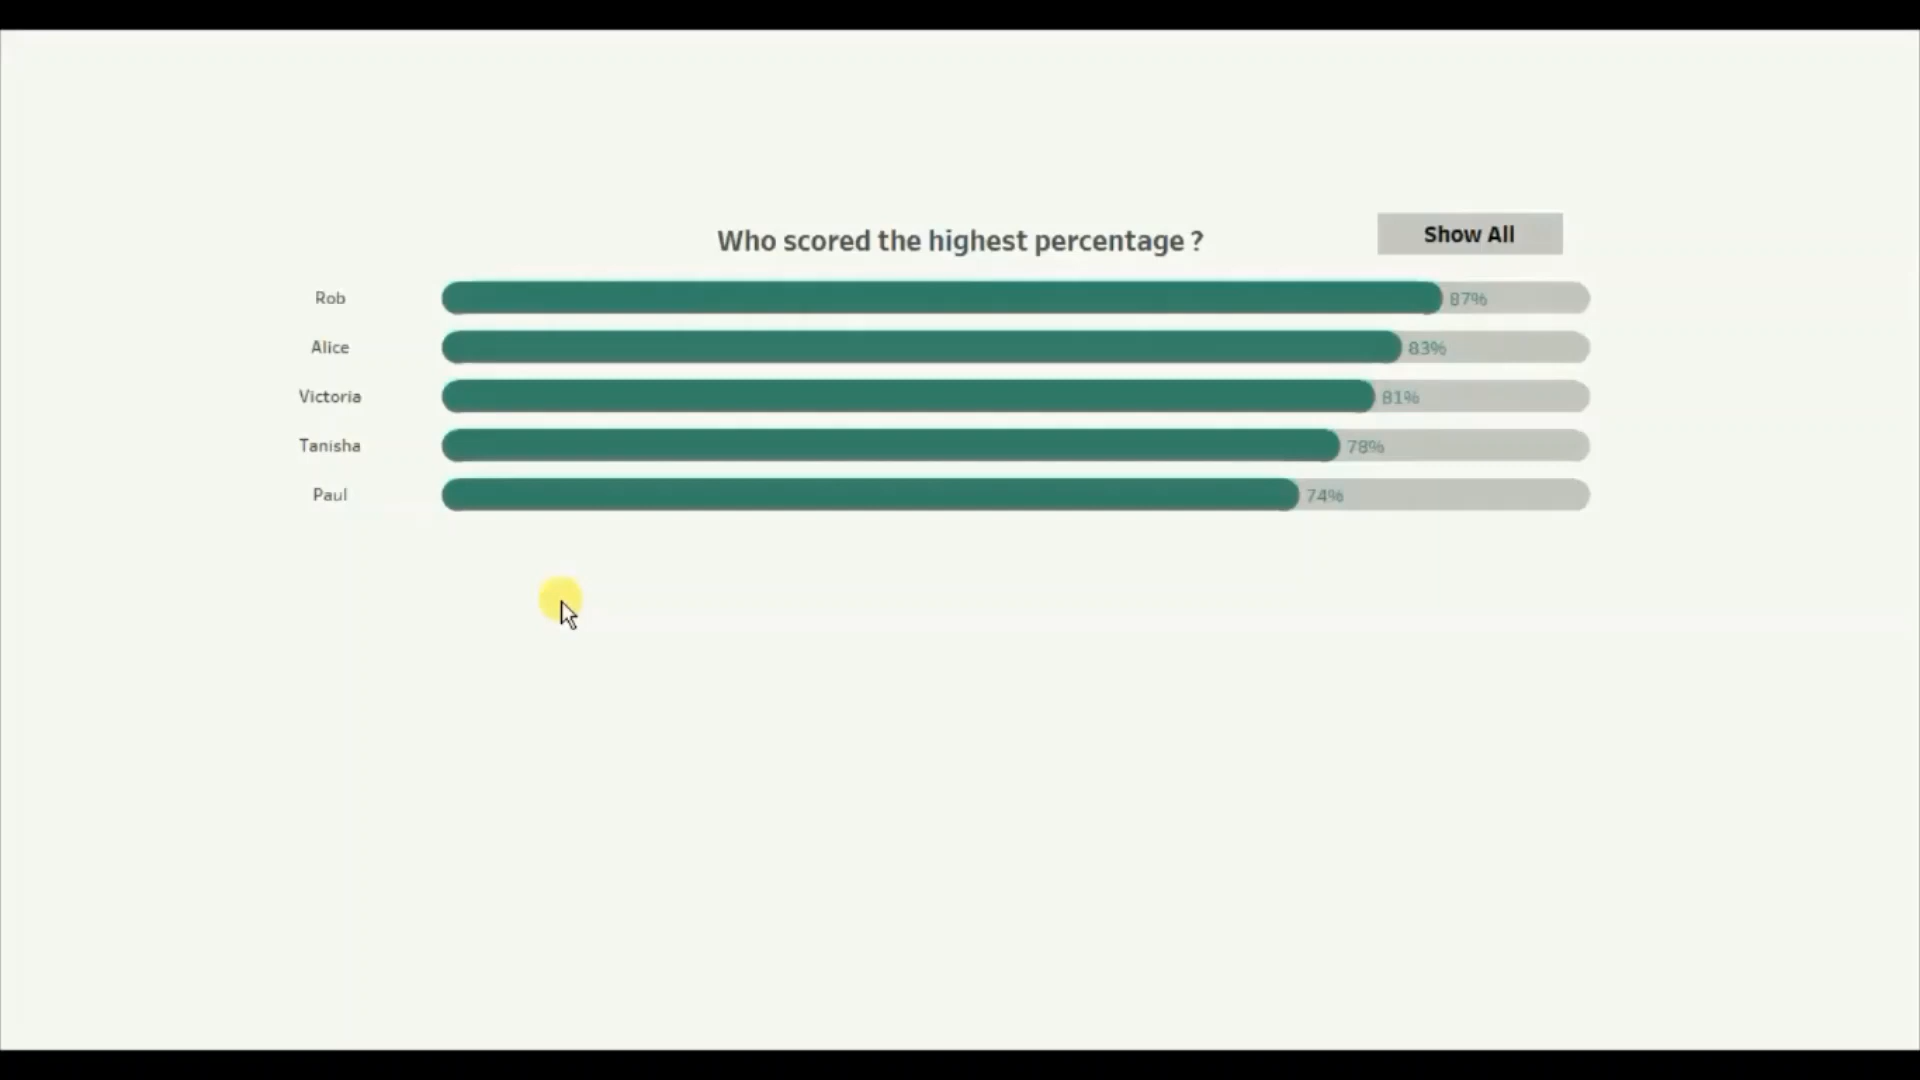 Who scored the highest percentage ?
Show All
Rob 87%
Alice 83%
Victoria 81%
Tanisha 78%
Paul 74%